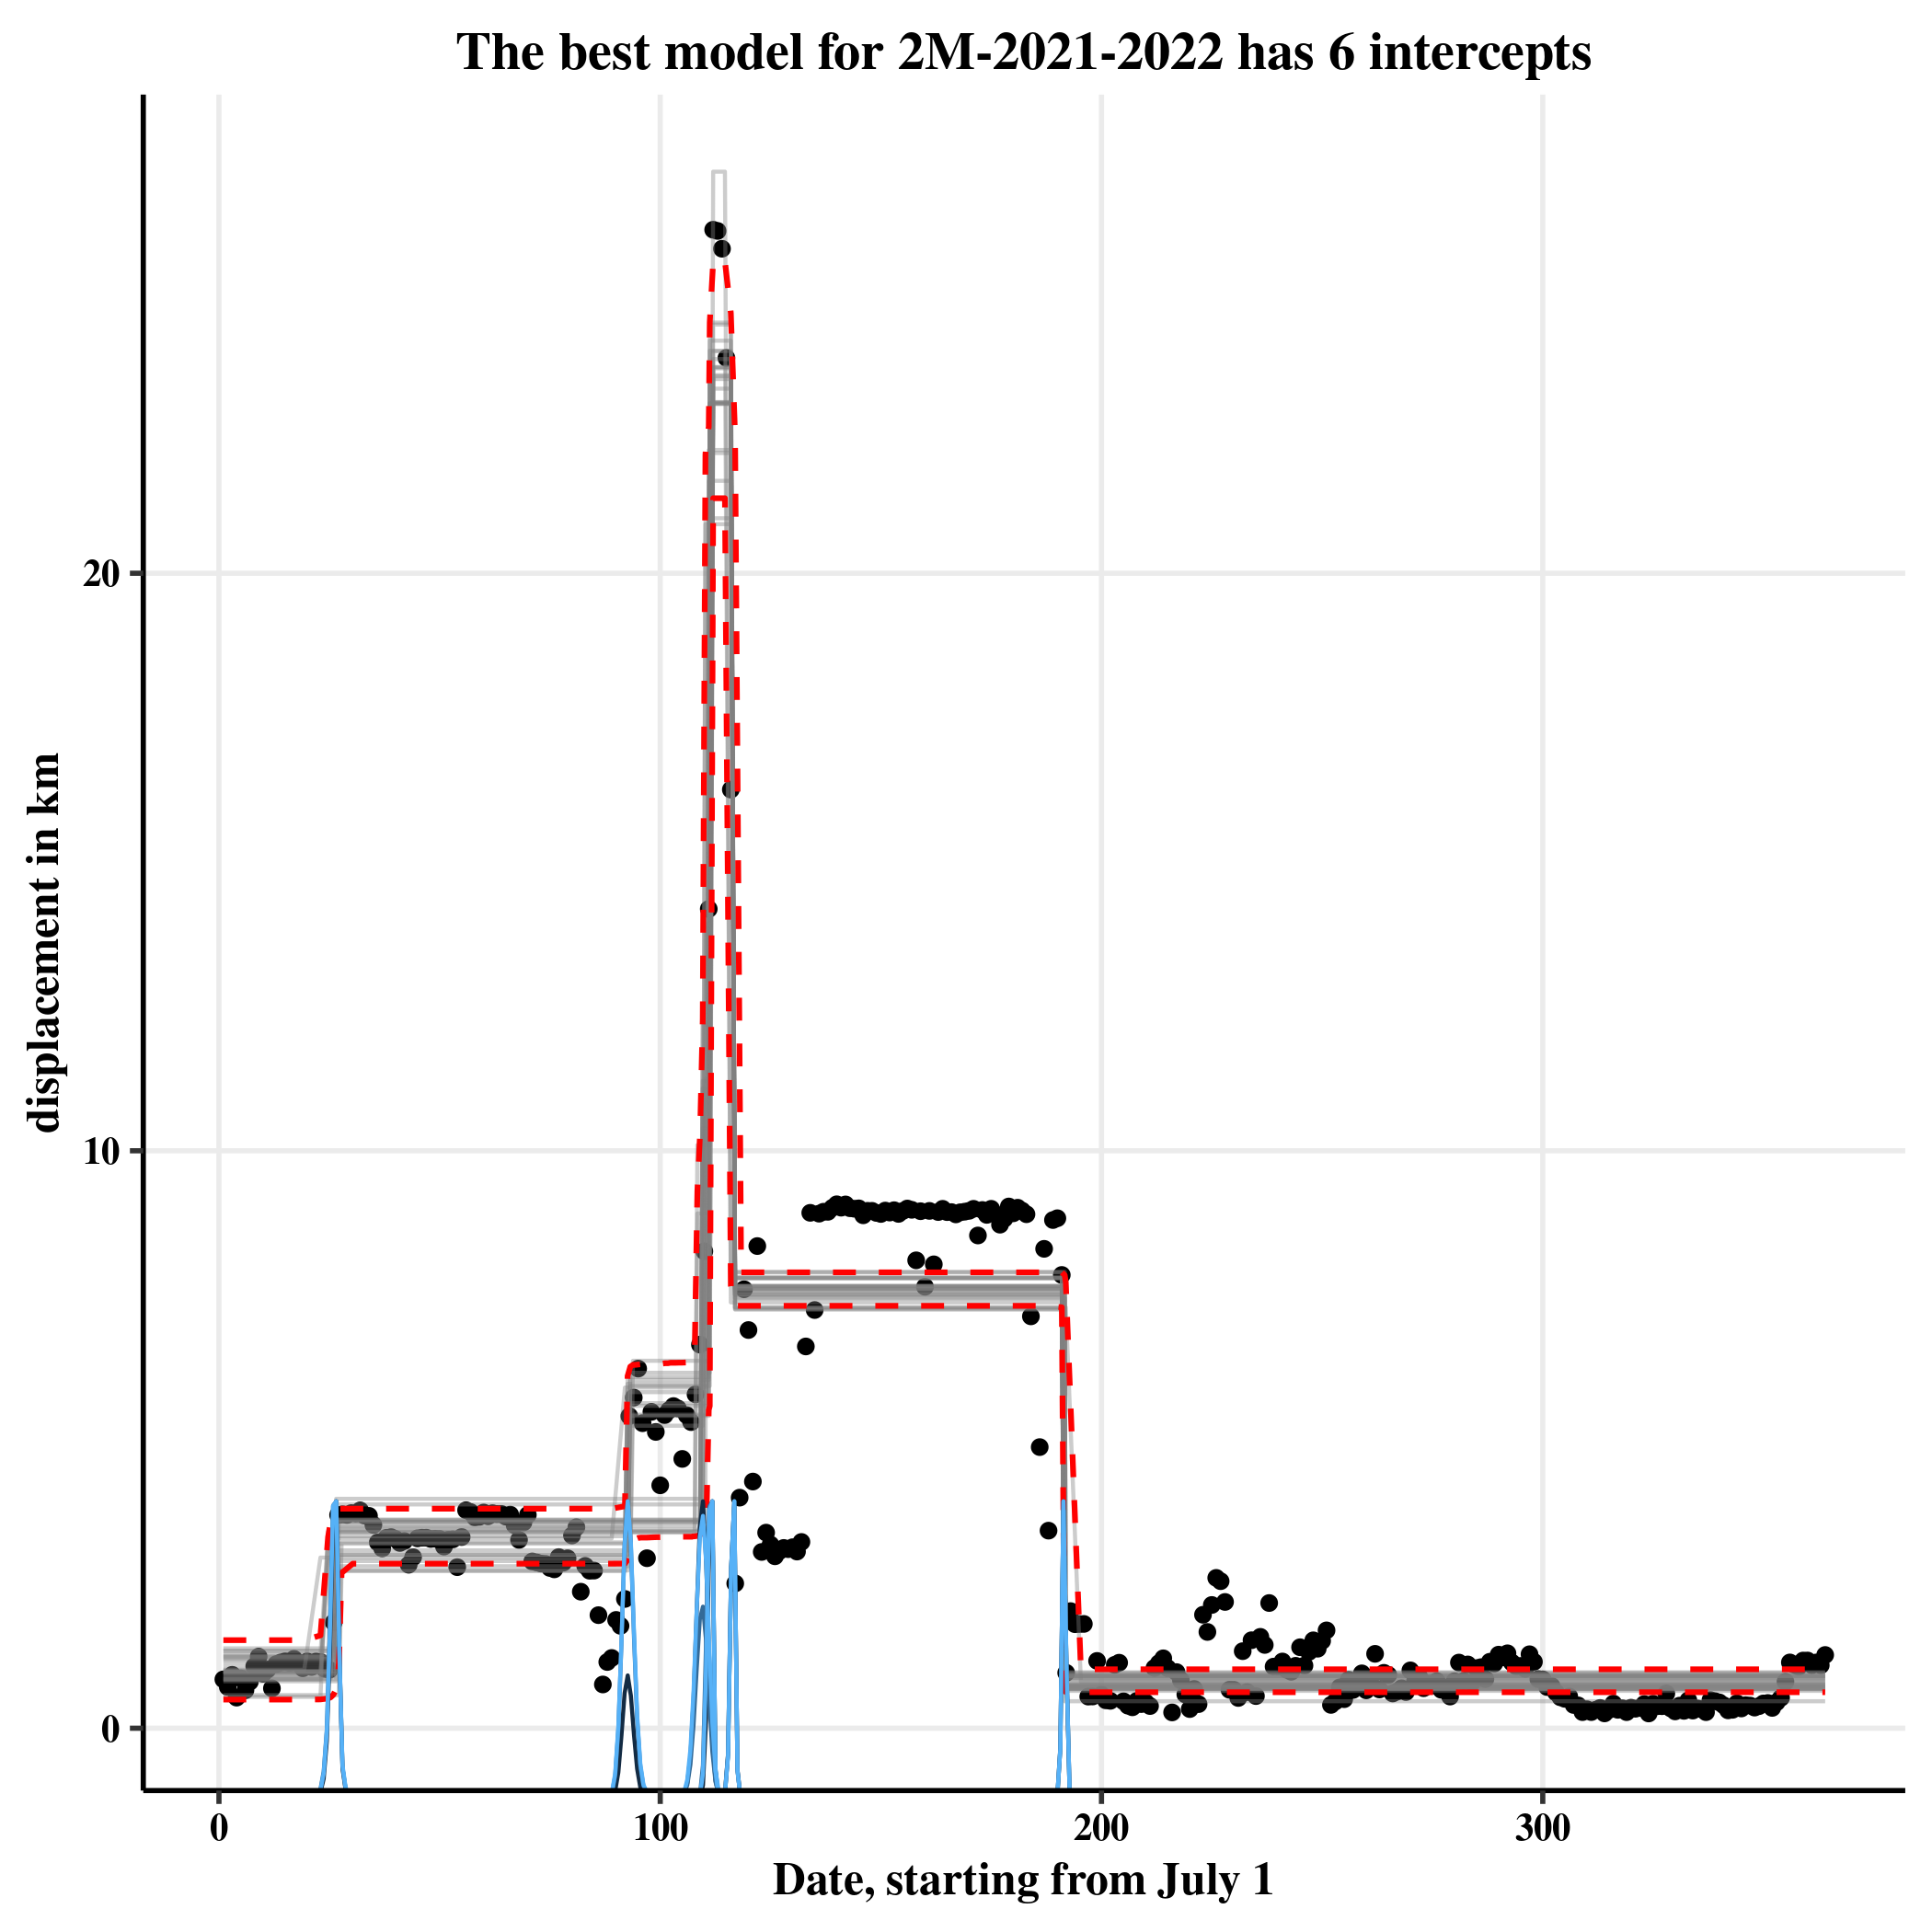 The best model for 2M-2021-2022 has 6 intercepts
displacement in km
20
10
0
0 100 200 300
Date, starting from July 1